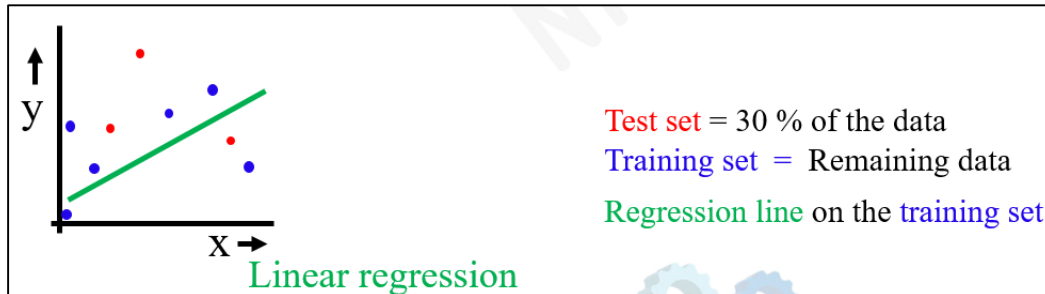 y
x
Linear regression
Test set = 30 % of the data
Training set = Remaining data
Regression line on the training set